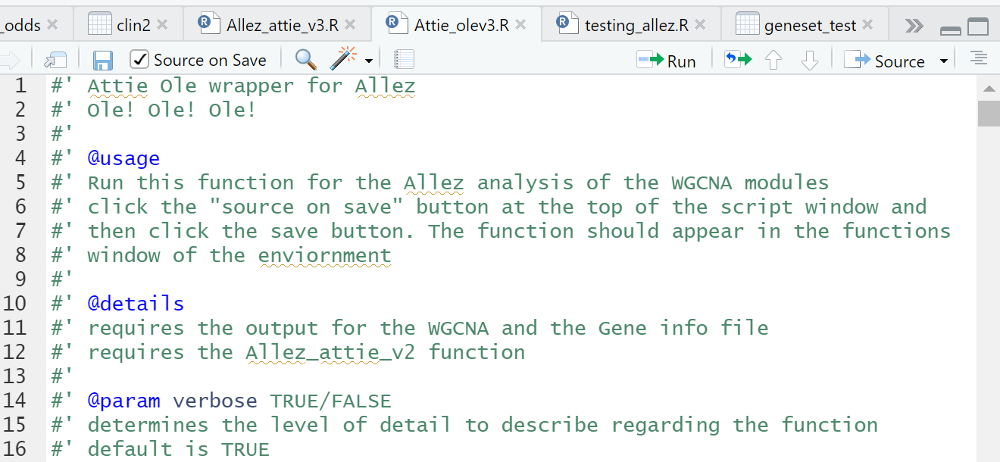 _odds clin2 Allez_attie_v3.R Attie_olev3.R testing_allez.R geneset_test
Source on Save Run Source
1 #' Attie Ole wrapper for Allez
2 #' Ole! Ole! Ole!
3 #'
4 #' @usage
5 #' Run this function for the Allez analysis of the WGCNA modules
6 #' click the "source on save" button at the top of the script window and
7 #' then click the save button. The function should appear in the functions
8 #' window of the enviornment
9 #'
10 #' @details
11 #' requires the output for the WGCNA and the Gene info file
12 #' requires the Allez_attie_v2 function
13 #'
14 #' @param verbose TRUE/FALSE
15 #' determines the level of detail to describe regarding the function
16 #' default is TRUE